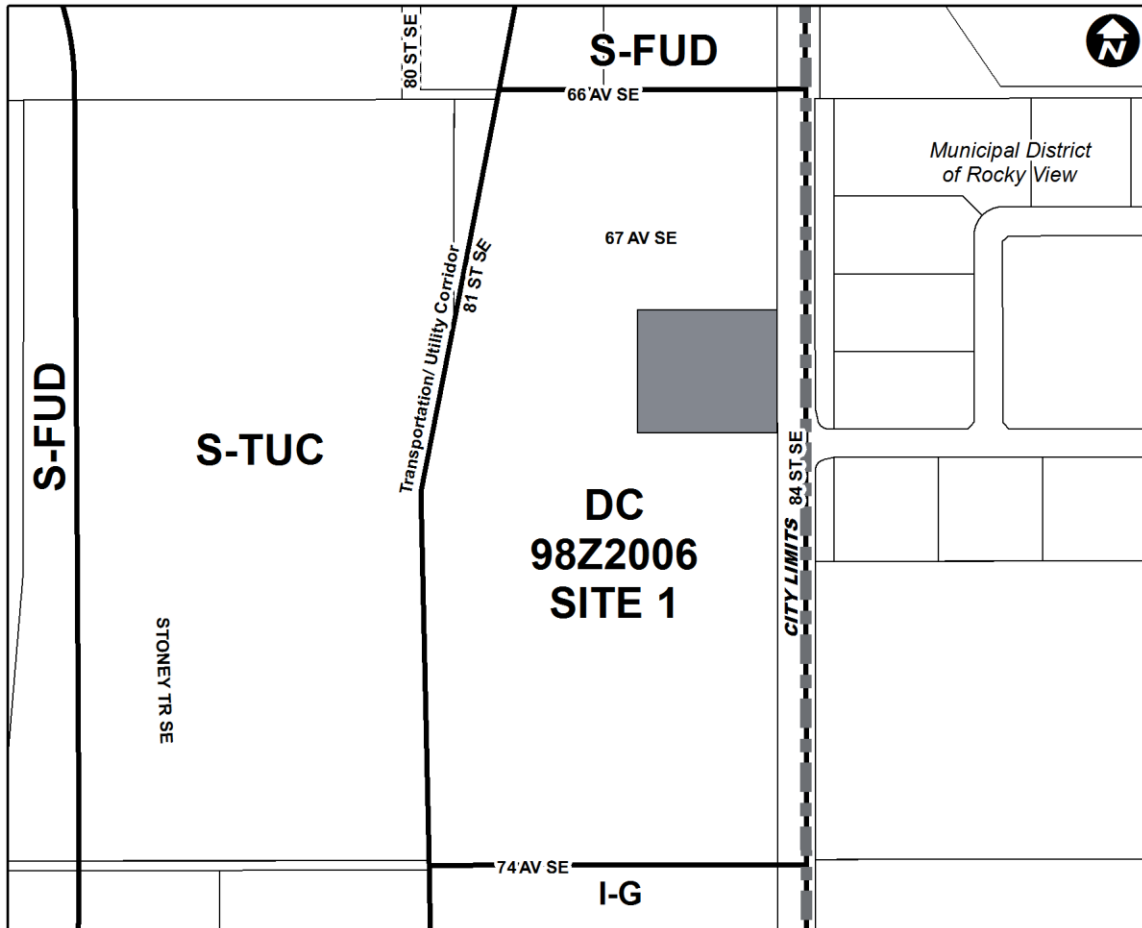 80 ST SE
S-FUD
N
66 AV SE
Municipal District
of Rocky View
67 AV SE
Transportation/ Utility Corridor
81 ST SE
S-FUD
S-TUC
84 ST SE
DC
98Z2006
SITE 1
CITY LIMITS
STONEY TR SE
74 AV SE
I-G